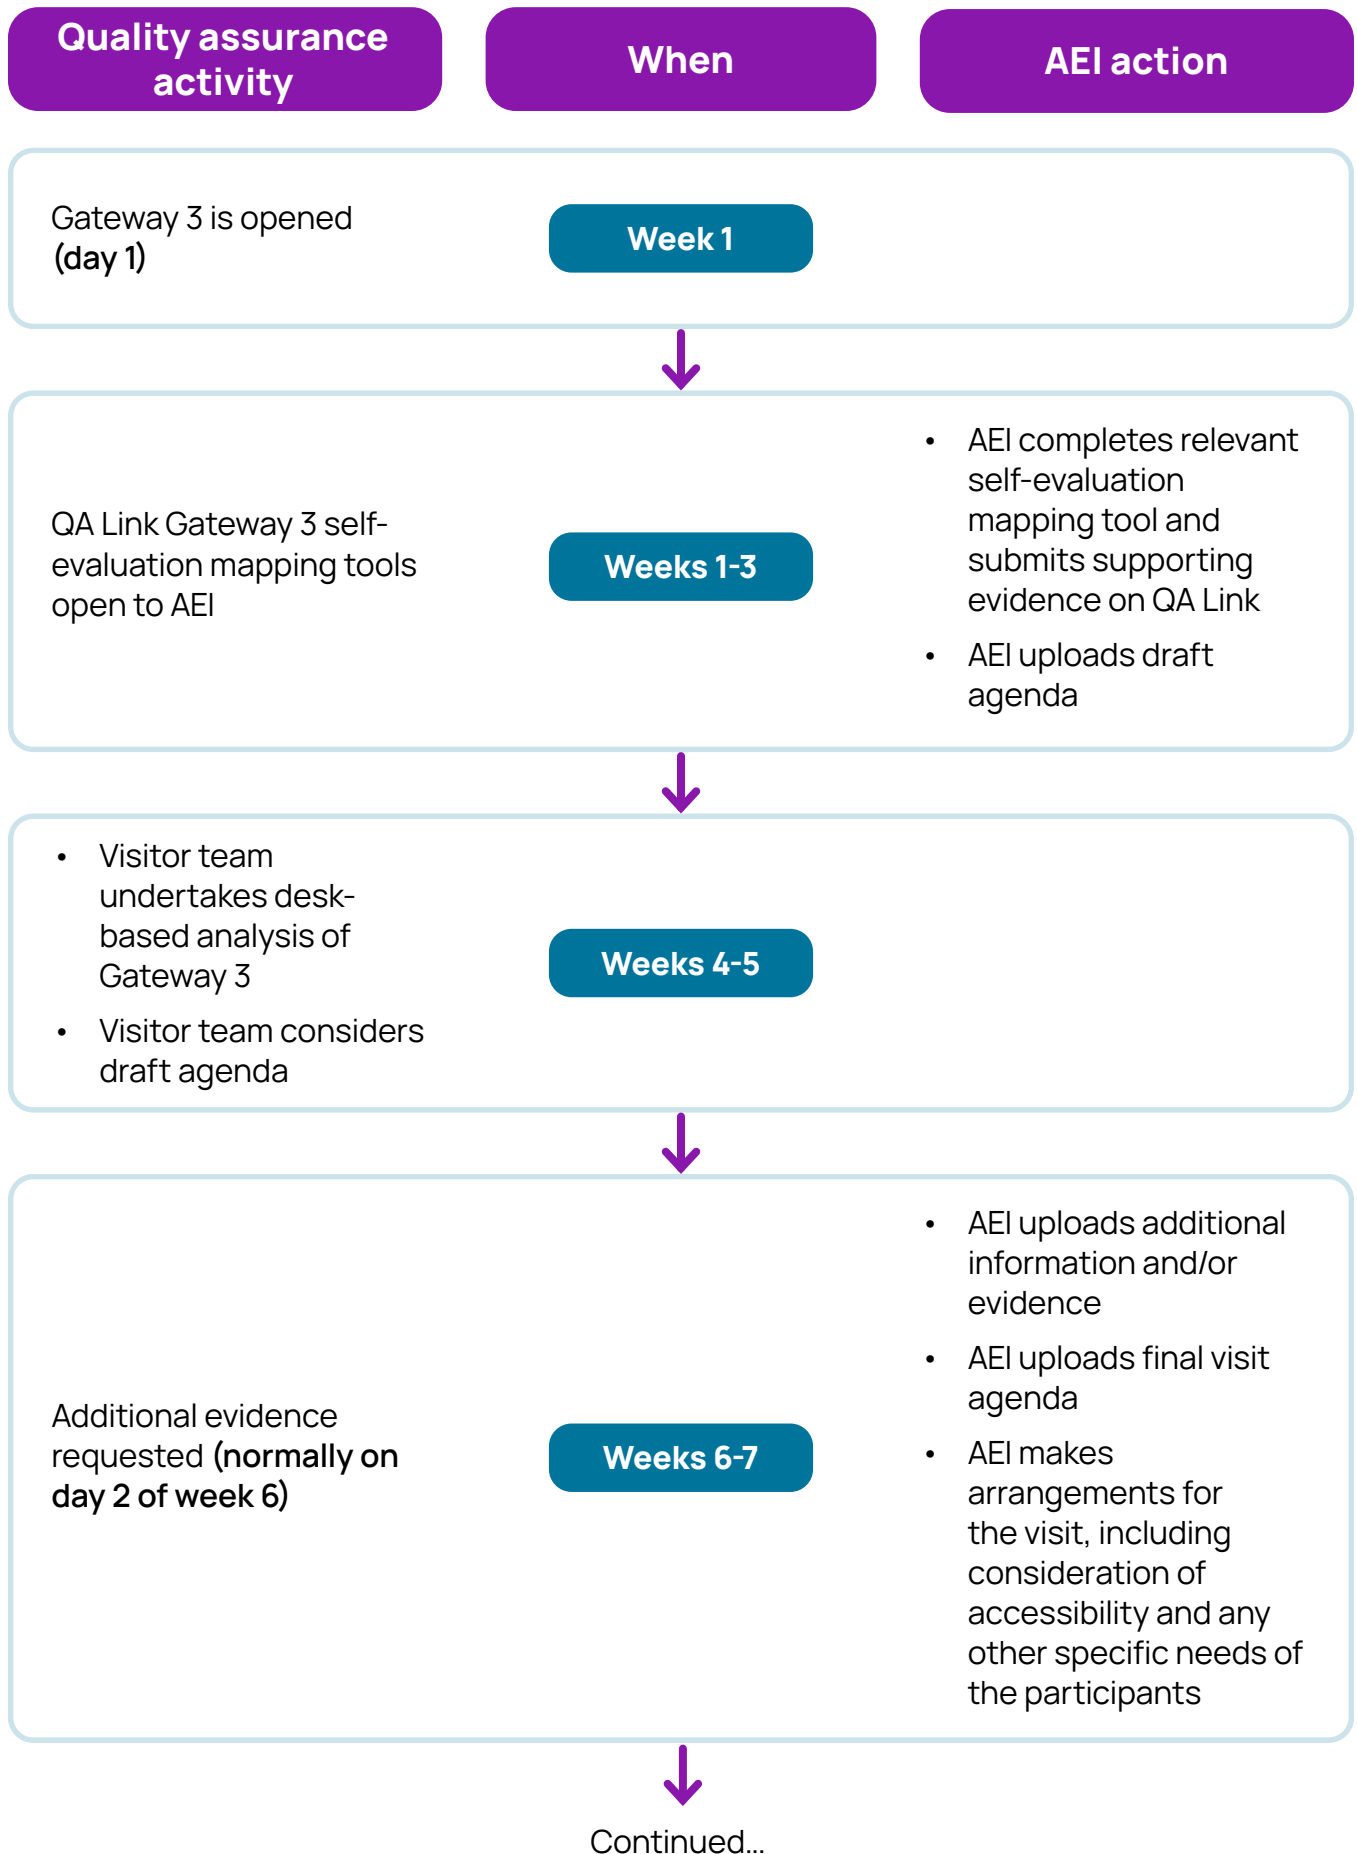 Quality assurance
activity
When
AEI action
Gateway 3 is opened
(day 1)
Week 1
QA Link Gateway 3 self-
evaluation mapping tools
open to AEI
Weeks 1-3
• AEI completes relevant
self-evaluation
mapping tool and
submits supporting
evidence on QA Link
• AEI uploads draft
agenda
• Visitor team
undertakes desk-
based analysis of
Gateway 3
• Visitor team considers
draft agenda
Weeks 4-5
Additional evidence
requested (normally on
day 2 of week 6)
Weeks 6-7
• AEI uploads additional
information and/or
evidence
• AEI uploads final visit
agenda
• AEI makes
arrangements for
the visit, including
consideration of
accessibility and any
other specific needs of
the participants
Continued...